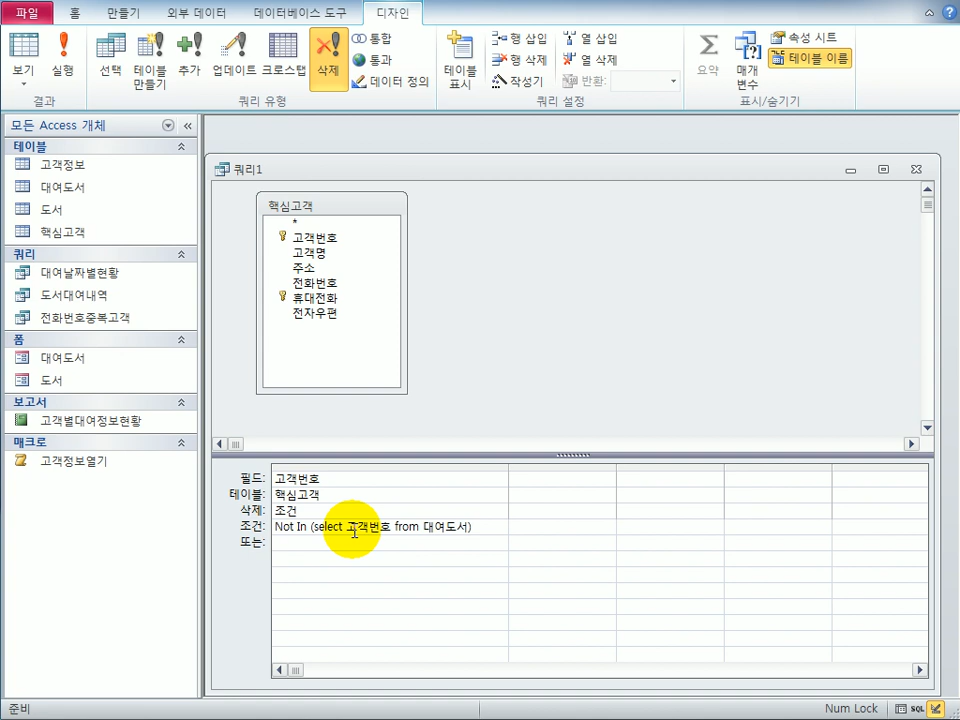 파일 홈 만들기 외부 데이터 데이터베이스 도구 디자인
보기 실행 선택 테이블 만들기 추가 업데이트 크로스탭 삭제 통합 통과 데이터 정의 테이블 표시 행 삽입 행 삭제 작성기 열 삽입 열 삭제 반환: 요약 매개 변수 속성 시트 테이블 이름
결과 쿼리 유형 쿼리 설정 표시/숨기기
모든 Access 개체
테이블
고객정보
대여도서
도서
핵심고객
쿼리
대여날짜별현황
도서대여내역
전화번호중복고객
폼
대여도서
도서
보고서
고객별대여정보현황
매크로
고객정보열기
쿼리1
핵심고객
*
고객번호
고객명
주소
전화번호
휴대전화
전자우편
필드: 고객번호
테이블: 핵심고객
삭제: 조건
조건: Not In (select 고객번호 from 대여도서)
또는:
준비 Num Lock SQL